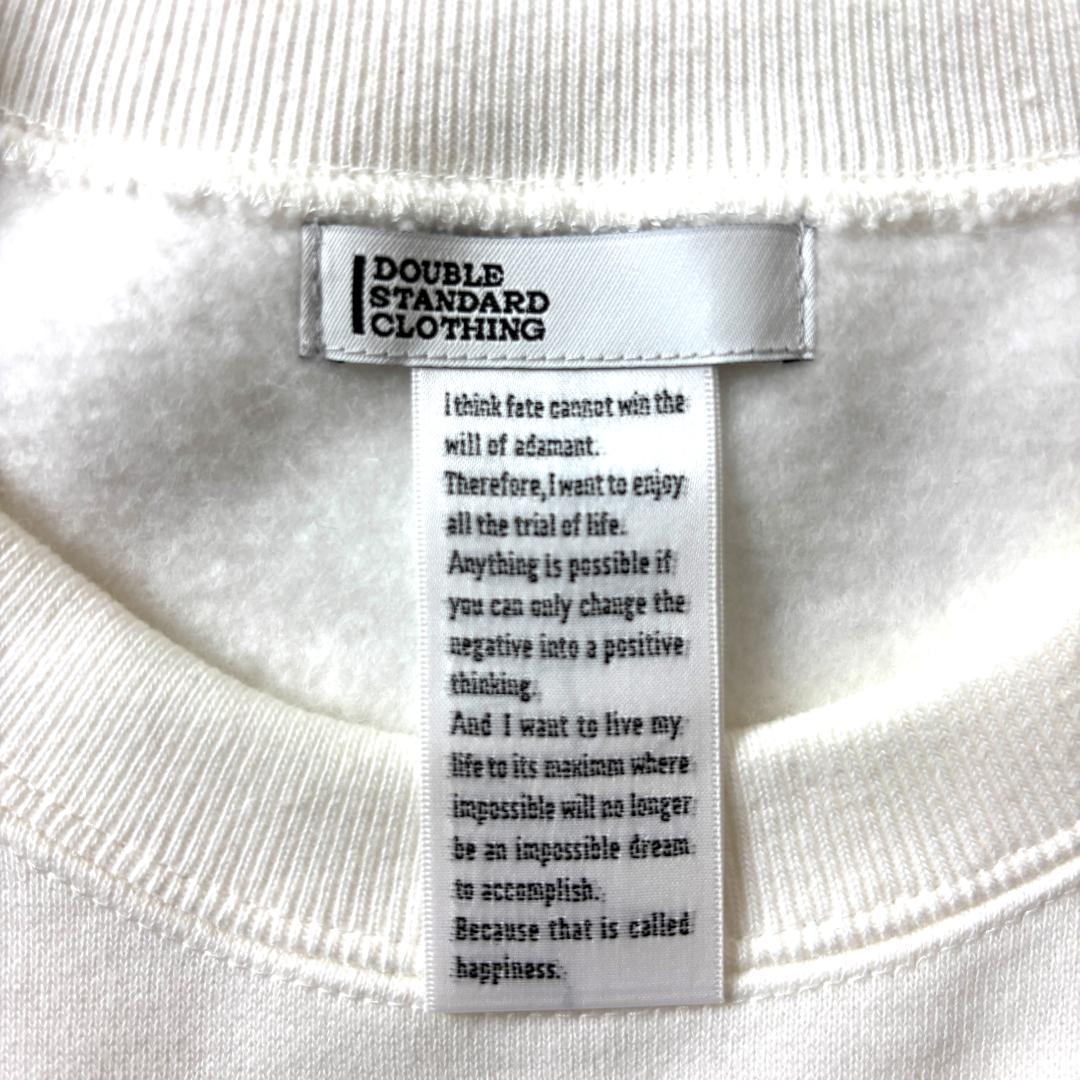 DOUBLE
STANDARD
CLOTHING
I think fate cannot win the
will of adamant.
Therefore, I want to enjoy
all the trial of life.
Anything is possible if
you can only change the
negative into a positive
thinking.
And I want to live my
life to its maximm where
impossible will no longer
be an impossible dream
to accomplish.
Because that is called
happiness.